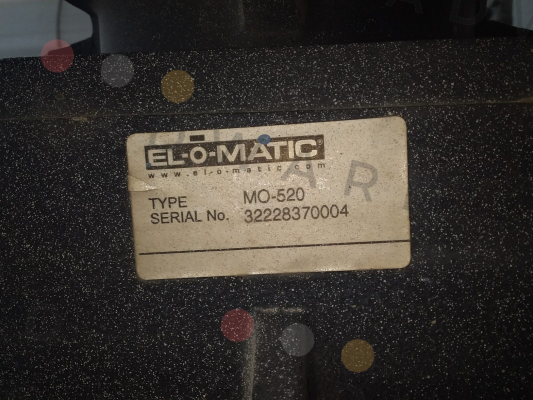 EL-O-MATIC
www.el-o-matic.com
TYPE MO-520
SERIAL No. 32228370004